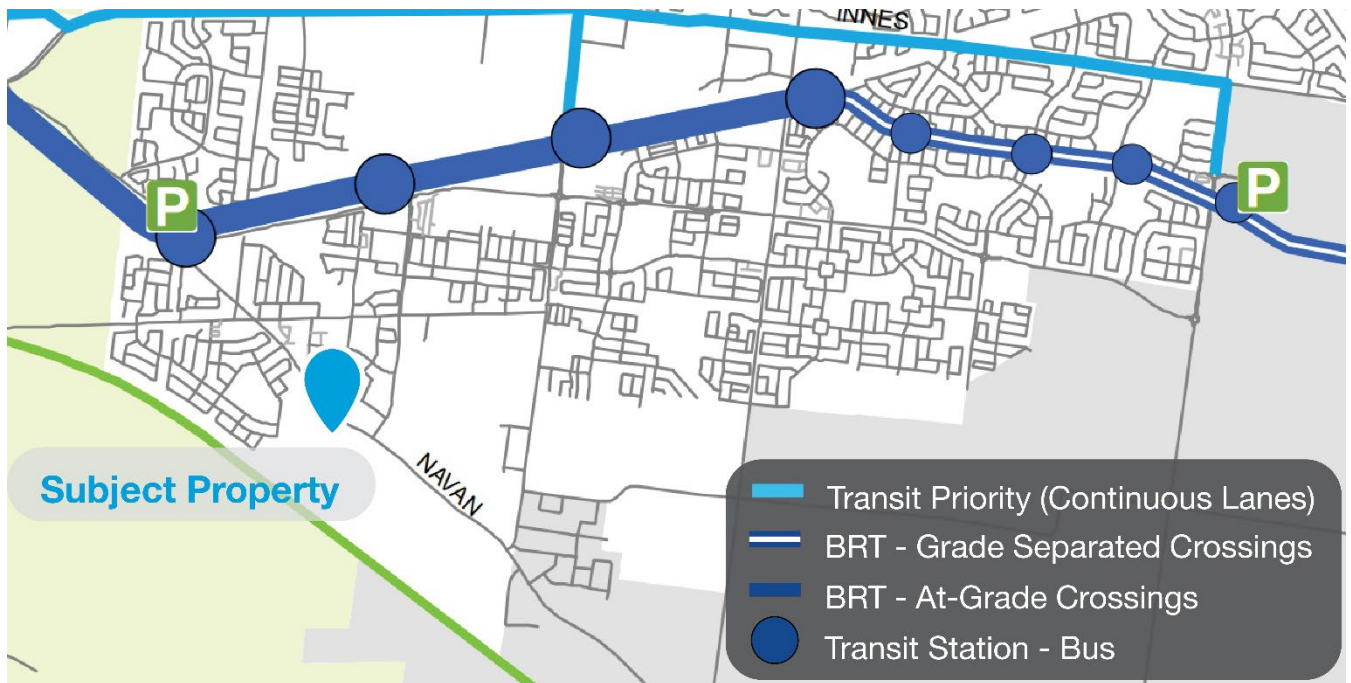 INNES
P
P
Subject Property
NAVAN
Transit Priority (Continuous Lanes)
BRT - Grade Separated Crossings
BRT - At-Grade Crossings
Transit Station - Bus